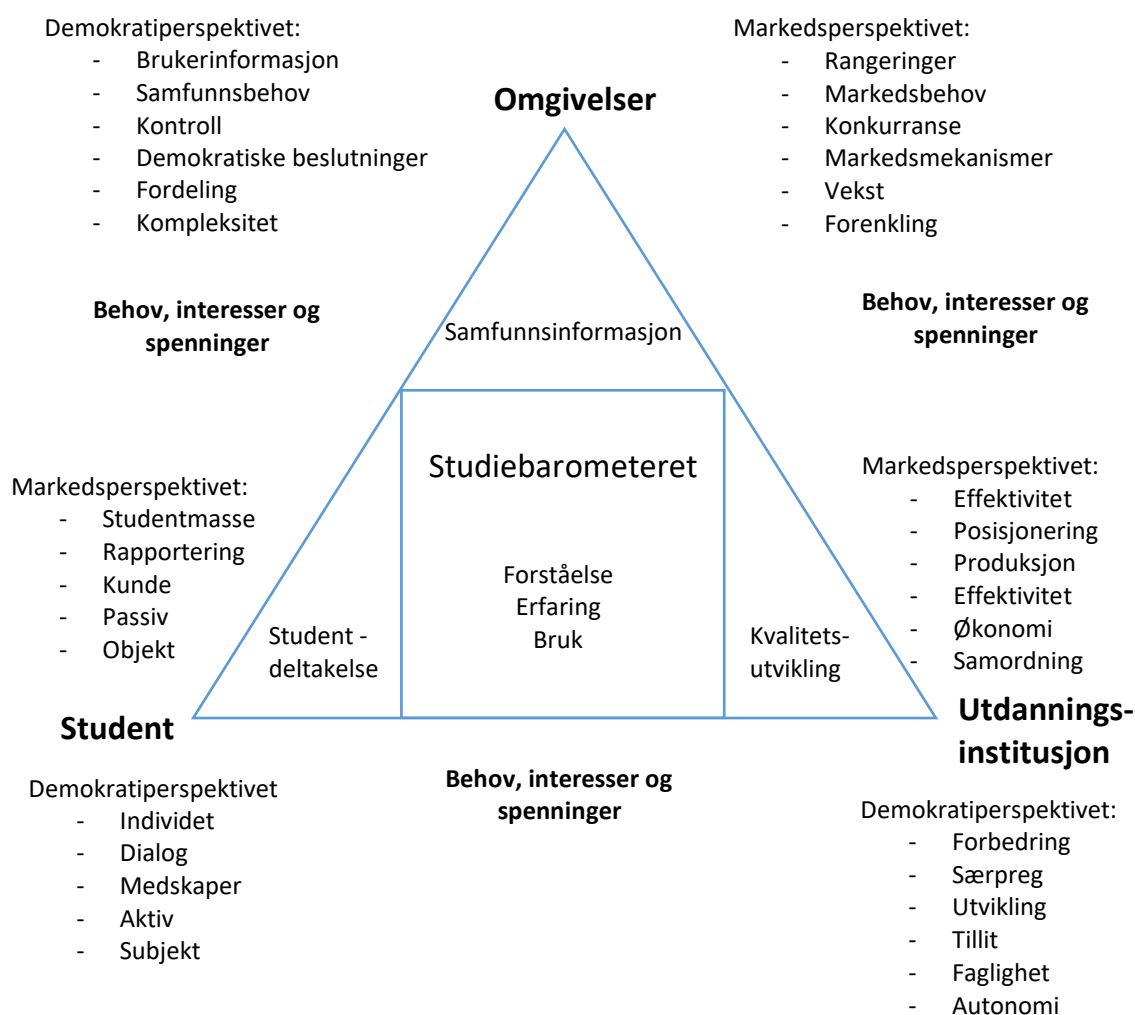 Demokratiperspektivet:
- Brukerinformasjon
- Samfunnsbehov
- Kontroll
- Demokratiske beslutninger
- Fordeling
- Kompleksitet
Markedsperspektivet:
- Rangeringer
- Markedsbehov
- Konkurranse
- Markedsmekanismer
- Vekst
- Forenkling
Omgivelser
Behov, interesser og
spenninger
Behov, interesser og
spenninger
Samfunnsinformasjon
Studiebarometeret
Forståelse
Erfaring
Bruk
Markedsperspektivet:
- Studentmasse
- Rapportering
- Kunde
- Passiv
- Objekt
Student -
deltakelse
Kvalitets-
utvikling
Markedsperspektivet:
- Effektivitet
- Posisjonering
- Produksjon
- Effektivitet
- Økonomi
- Samordning
Student
Utdannings-
institusjon
Demokratiperspektivet
- Individet
- Dialog
- Medskaper
- Aktiv
- Subjekt
Behov, interesser og
spenninger
Demokratiperspektivet:
- Forbedring
- Særpreg
- Utvikling
- Tillit
- Faglighet
- Autonomi